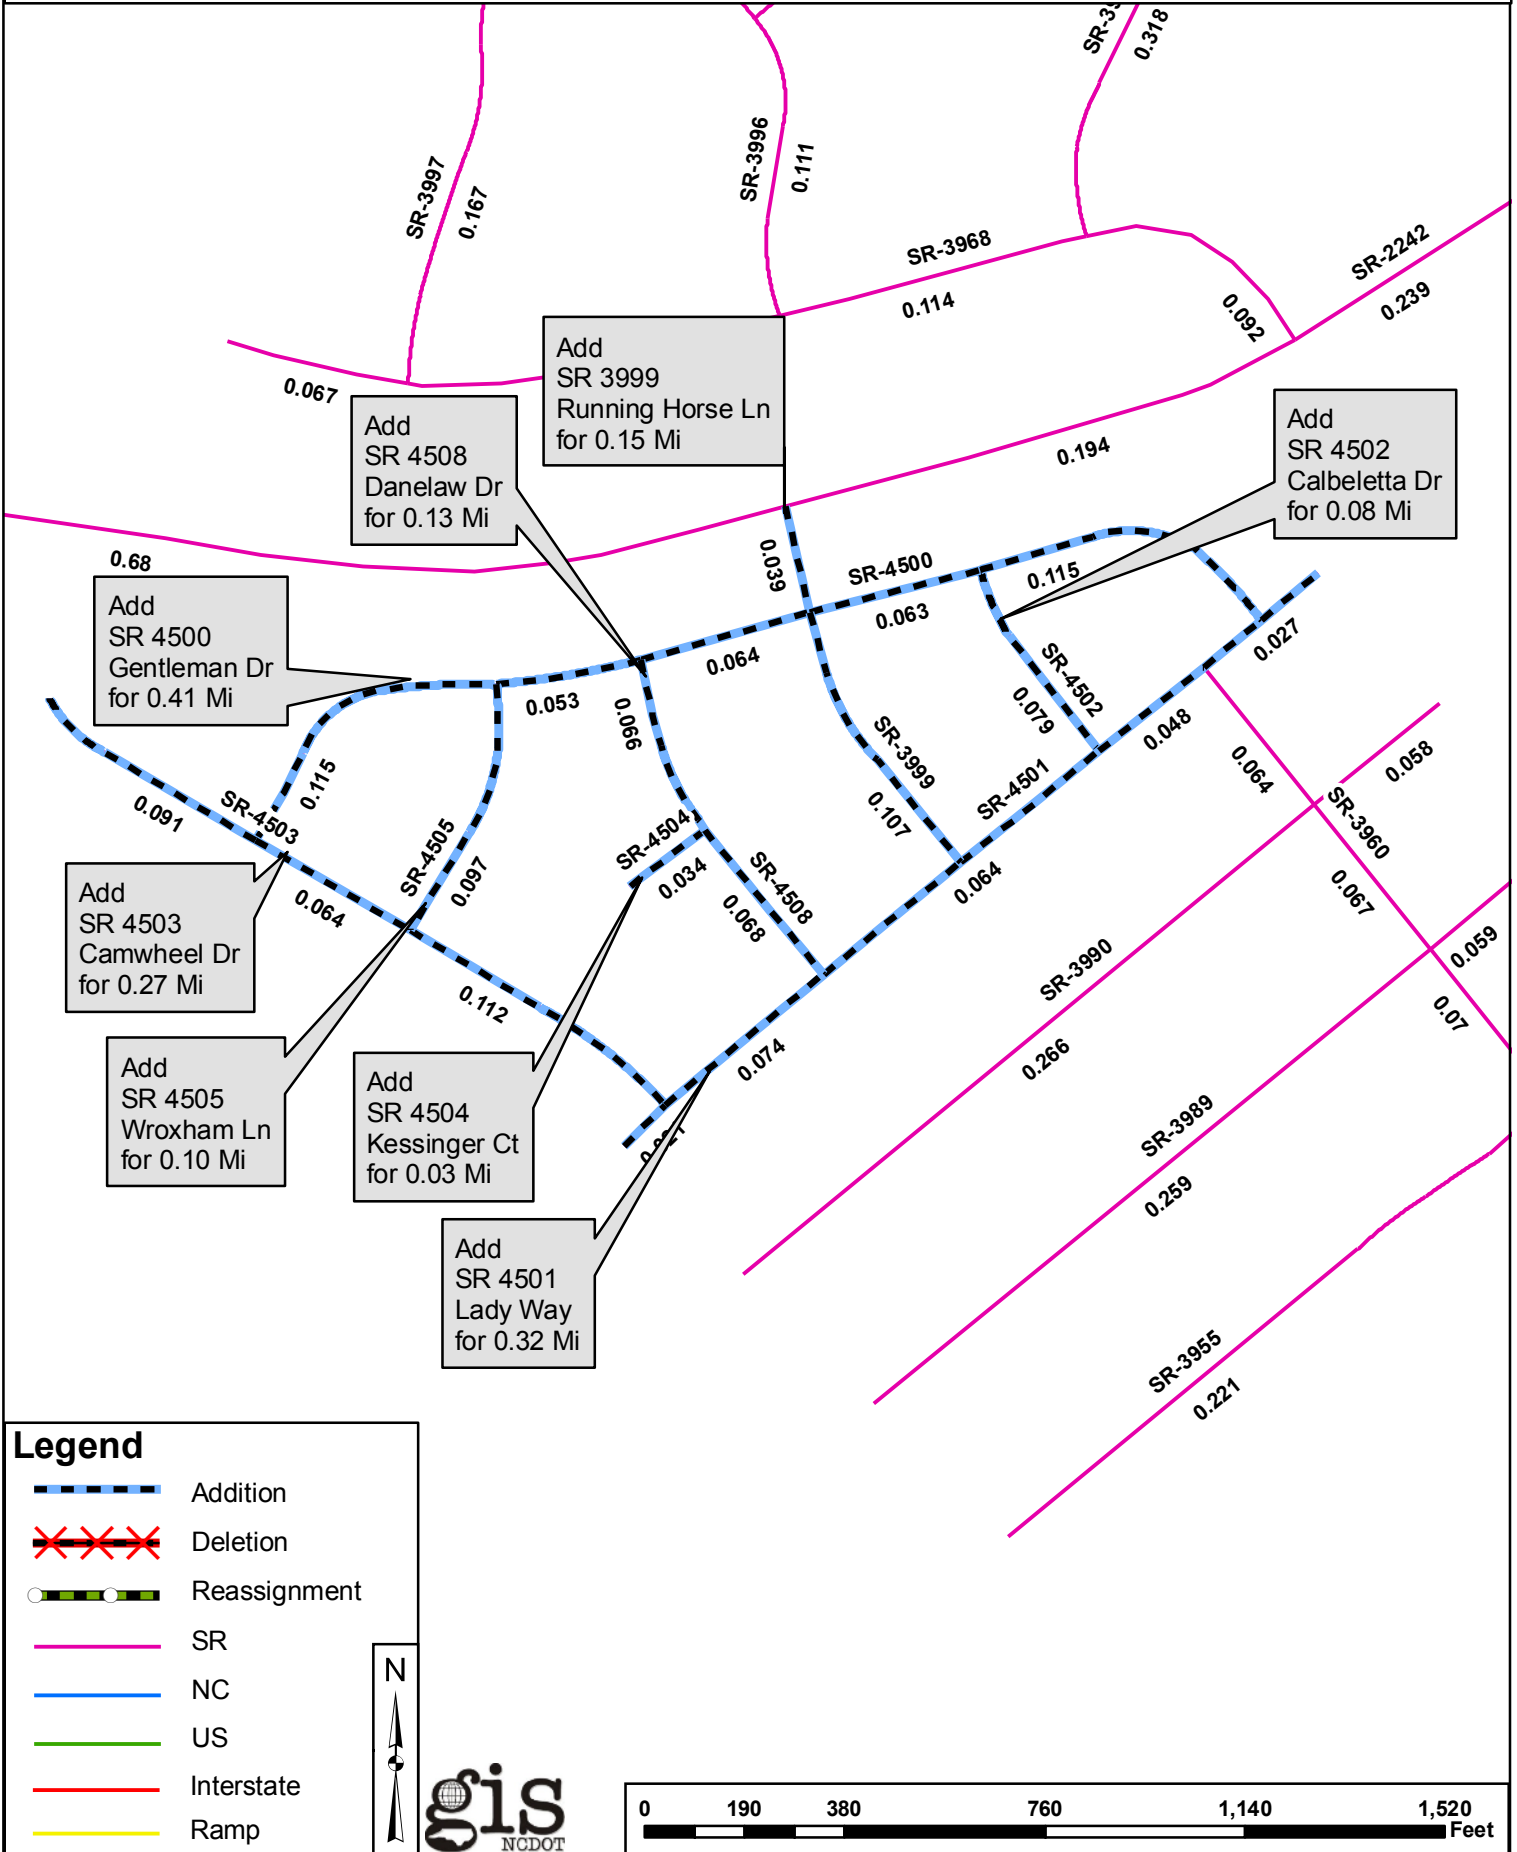 SR-3997
0.167
SR-3996
0.111
0.318
SR-3968
0.114
0.092
SR-2242
0.239
0.067
Add
SR 3999
Running Horse Ln
for 0.15 Mi
Add
SR 4508
Danelaw Dr
for 0.13 Mi
Add
SR 4502
Calbeletta Dr
for 0.08 Mi
0.194
0.68
0.039
SR-4500
0.063
0.115
Add
SR 4500
Gentleman Dr
for 0.41 Mi
0.064
0.053
0.066
SR-4502
0.079
0.027
0.048
SR-3999
0.107
SR-4501
0.064
0.058
SR-3960
0.067
0.115
0.091
SR-4503
SR-4505
0.097
SR-4504
0.034
SR-4508
0.068
0.064
Add
SR 4503
Camwheel Dr
for 0.27 Mi
0.064
0.112
SR-3990
0.266
0.059
0.07
0.074
Add
SR 4505
Wroxham Ln
for 0.10 Mi
Add
SR 4504
Kessinger Ct
for 0.03 Mi
SR-3989
0.259
Add
SR 4501
Lady Way
for 0.32 Mi
SR-3955
0.221
Legend
Addition
Deletion
Reassignment
SR
NC
US
Interstate
Ramp
N
gis
NCDOT
0 190 380 760 1,140 1,520
Feet